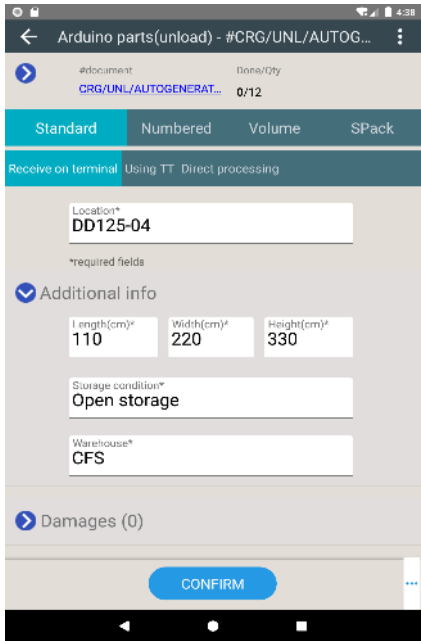 4:38
Arduino parts(unload) - #CRG/UNL/AUTOG...
#document Done/Qty
CRG/UNL/AUTOGENERAT... 0/12
Standard Numbered Volume SPack
Receive on terminal Using TT Direct processing
Location*
DD125-04
*required fields
Additional info
Length(cm)* Width(cm)* Height(cm)*
110 220 330
Storage condition*
Open storage
Warehouse*
CFS
Damages (0)
CONFIRM